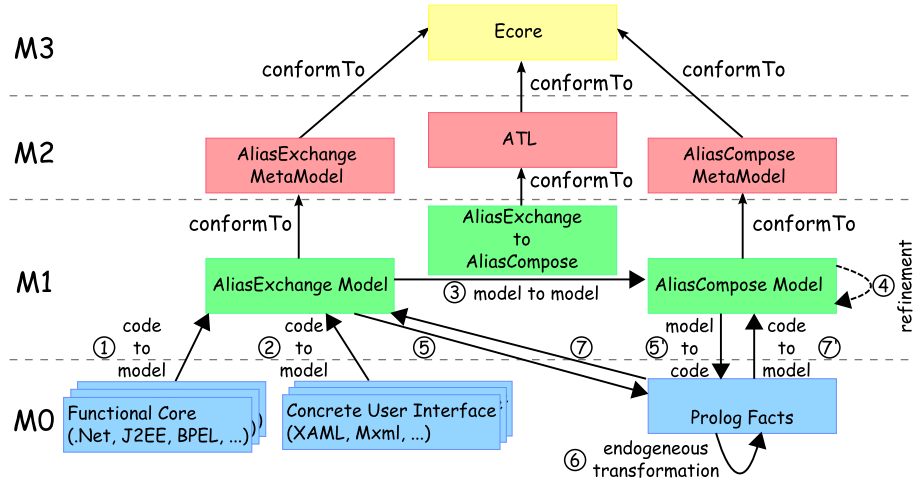 M3
Ecore
conformTo
conformTo
conformTo
M2
AliasExchange
MetaModel
ATL
AliasCompose
MetaModel
conformTo
conformTo
conformTo
M1
AliasExchange
to
AliasCompose
AliasExchange Model
③ model to model
AliasCompose Model
④
refinement
① code
to
model
② code
to
model
⑤
⑦
⑤' model
to
code
code
to
model
⑦'
M0
Functional Core
(.Net, J2EE, BPEL, ...)
)
)
Concrete User Interface
(XAML, Mxml, ...)
Prolog Facts
⑥ endogeneous
transformation